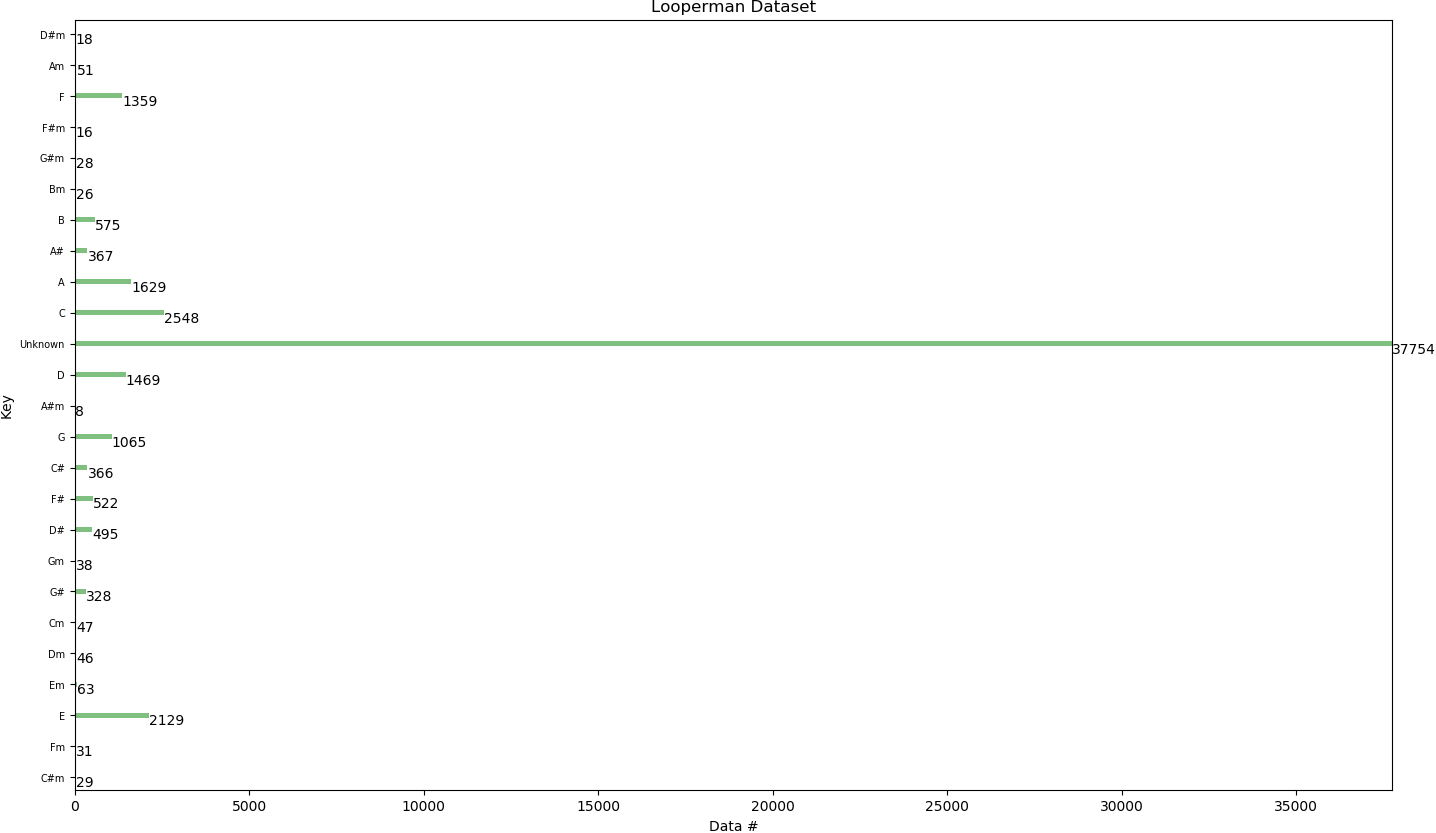 Looperman Dataset
Key
D#m 18
Am 51
F 1359
F#m 16
G#m 28
Bm 26
B 575
A# 367
A 1629
C 2548
Unknown 37754
D 1469
A#m 8
G 1065
C# 366
F# 522
D# 495
Gm 38
G# 328
Cm 47
Dm 46
Em 63
E 2129
Fm 31
C#m 29
0 5000 10000 15000 20000 25000 30000 35000
Data #